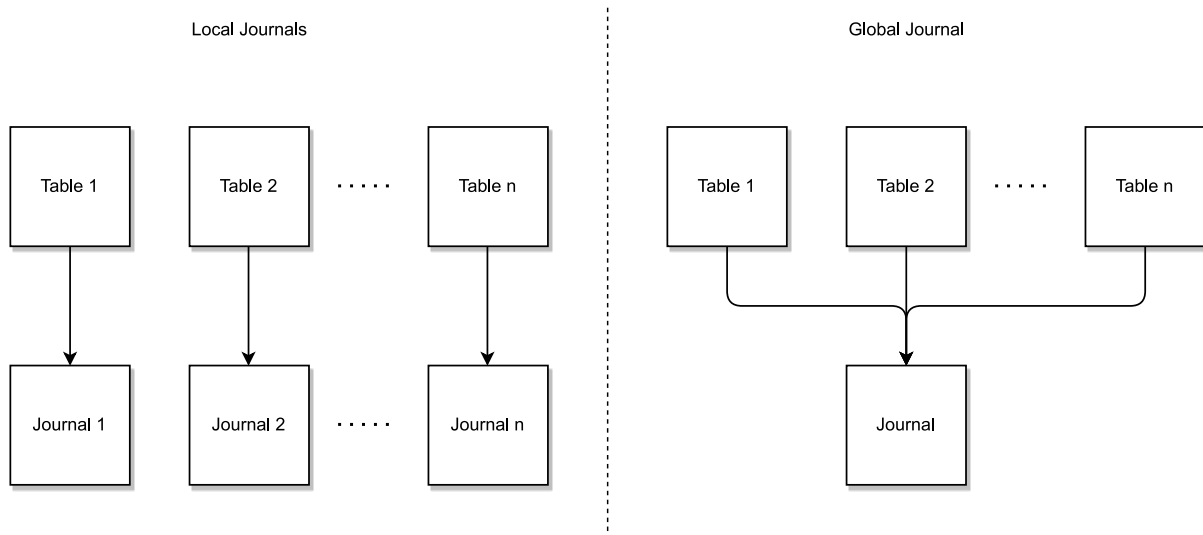 Local Journals
Global Journal
Table 1
Table 2
. . . . .
Table n
Table 1
Table 2
. . . . .
Table n
Journal 1
Journal 2
. . . . .
Journal n
Journal